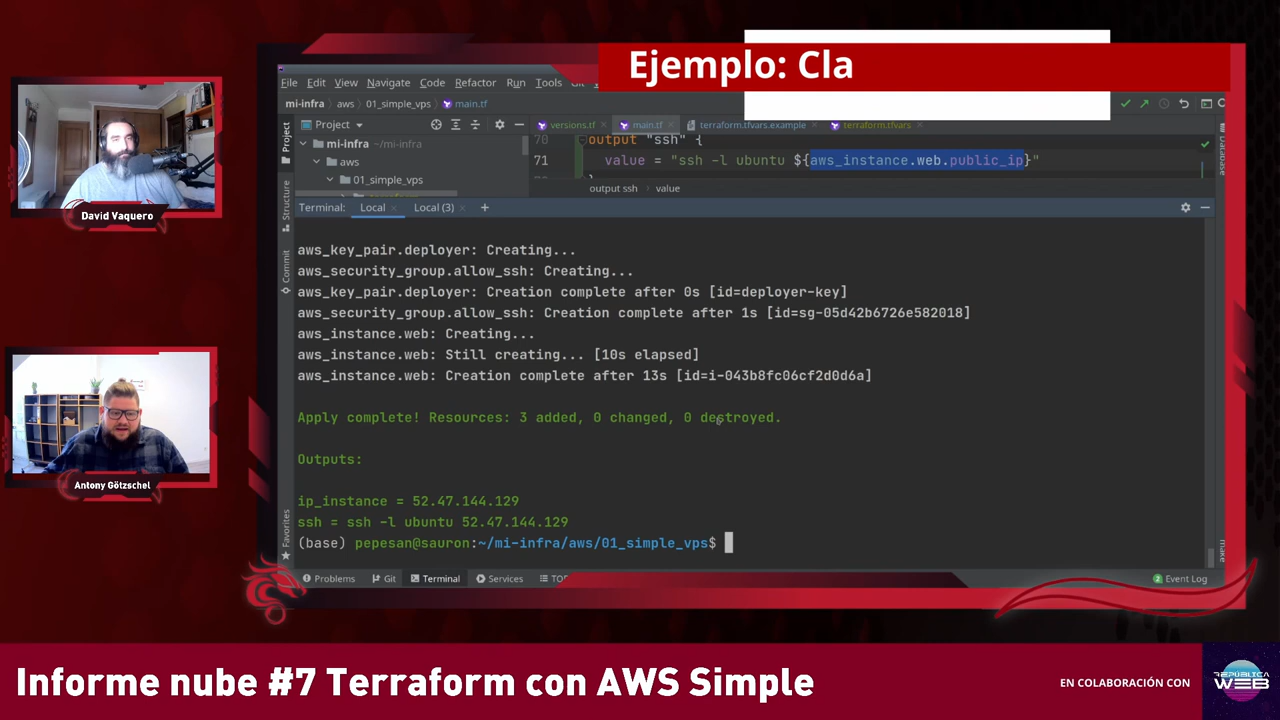 Ejemplo: Cla
File Edit View Navigate Code Refactor Run Tools
mi-infra aws 01_simple_vps main.tf
Project
versions.tf main.tf terraform.tfvars.example terraform.tfvars
mi-infra ~/mi-infra
aws
01_simple_vps
70 output "ssh" {
71 value = "ssh -l ubuntu ${aws_instance.web.public_ip}"
output ssh value
Project
Structure
Commit
Favorites
Database
Terminal: Local Local (3)
aws_key_pair.deployer: Creating...
aws_security_group.allow_ssh: Creating...
aws_key_pair.deployer: Creation complete after 0s [id=deployer-key]
aws_security_group.allow_ssh: Creation complete after 1s [id=sg-05d42b6726e582018]
aws_instance.web: Creating...
aws_instance.web: Still creating... [10s elapsed]
aws_instance.web: Creation complete after 13s [id=i-043b8fc06cf2d0d6a]
Apply complete! Resources: 3 added, 0 changed, 0 destroyed.
Outputs:
ip_instance = 52.47.144.129
ssh = ssh -l ubuntu 52.47.144.129
(base) pepesan@sauron:~/mi-infra/aws/01_simple_vps$
Problems Git Terminal Services Event Log
David Vaquero
Antony Götzschel
Informe nube #7 Terraform con AWS Simple
EN COLABORACIÓN CON
REPÚBLICA
WEB